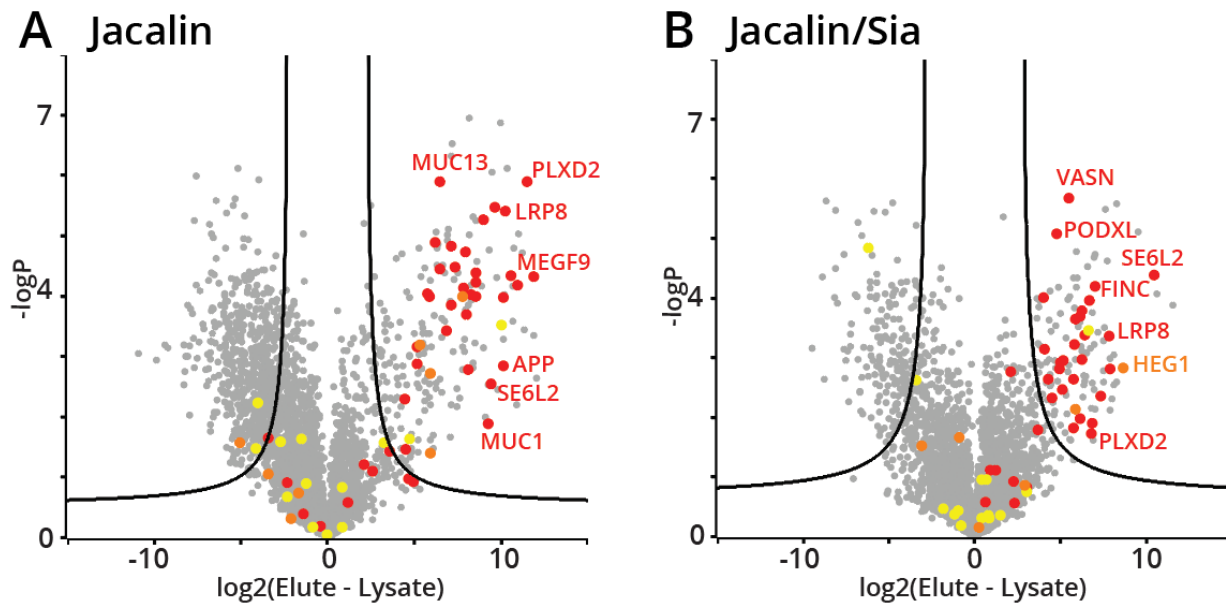 A Jacalin
7
4
0
-logP
MUC13
PLXD2
LRP8
MEGF9
APP
SE6L2
MUC1
-10
0
10
log2(Elute - Lysate)
B Jacalin/Sia
7
4
0
-logP
VASN
PODXL
SE6L2
FINC
LRP8
HEG1
PLXD2
-10
0
10
log2(Elute - Lysate)